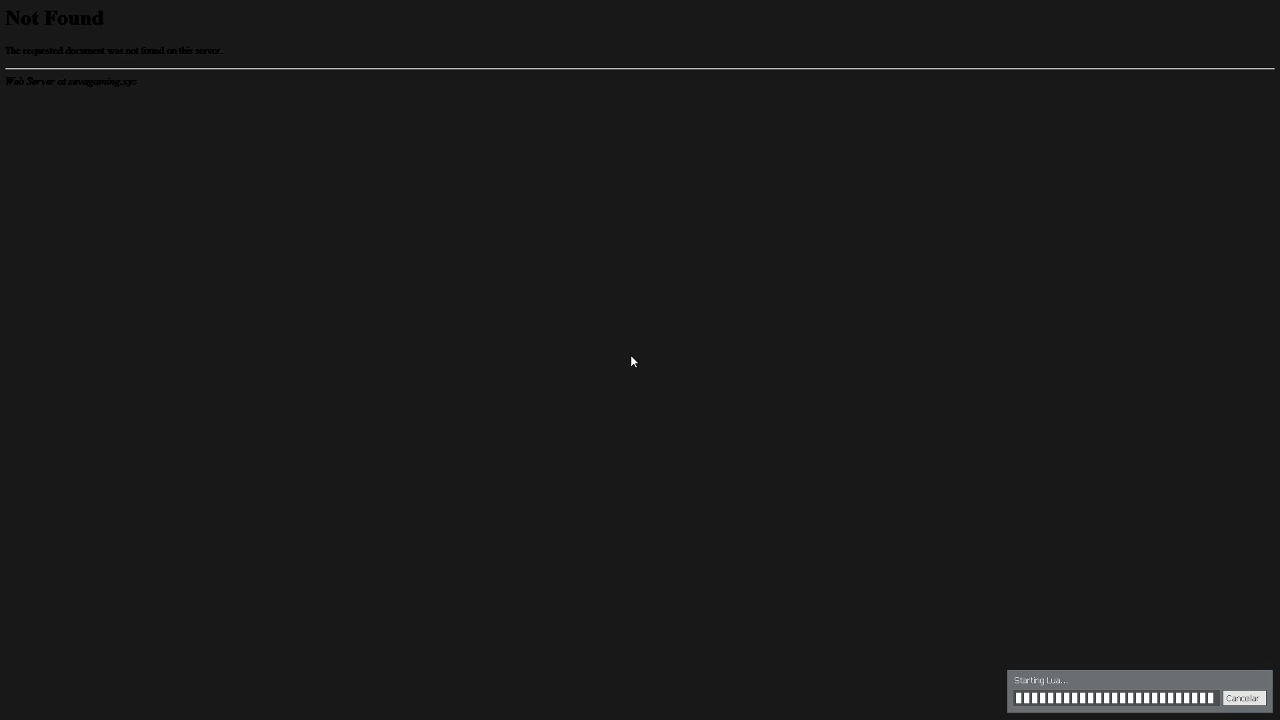 Not Found
The requested document was not found on this server.
Web Server at
Starting Lua...
Cancelar